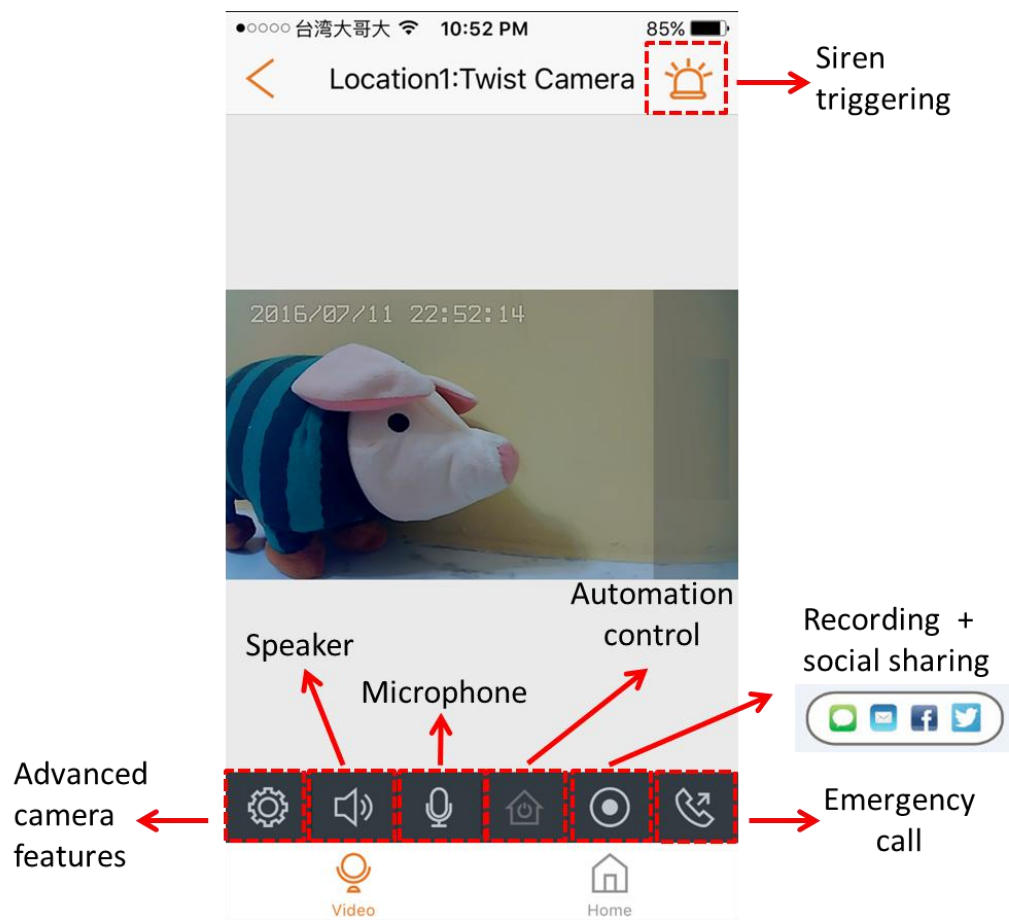 台湾大哥大 10:52 PM 85%
Location1:Twist Camera
Siren
triggering
2016/07/11 22:52:14
Automation
control
Speaker
Microphone
Recording +
social sharing
Advanced
camera
features
Emergency
call
Video
Home